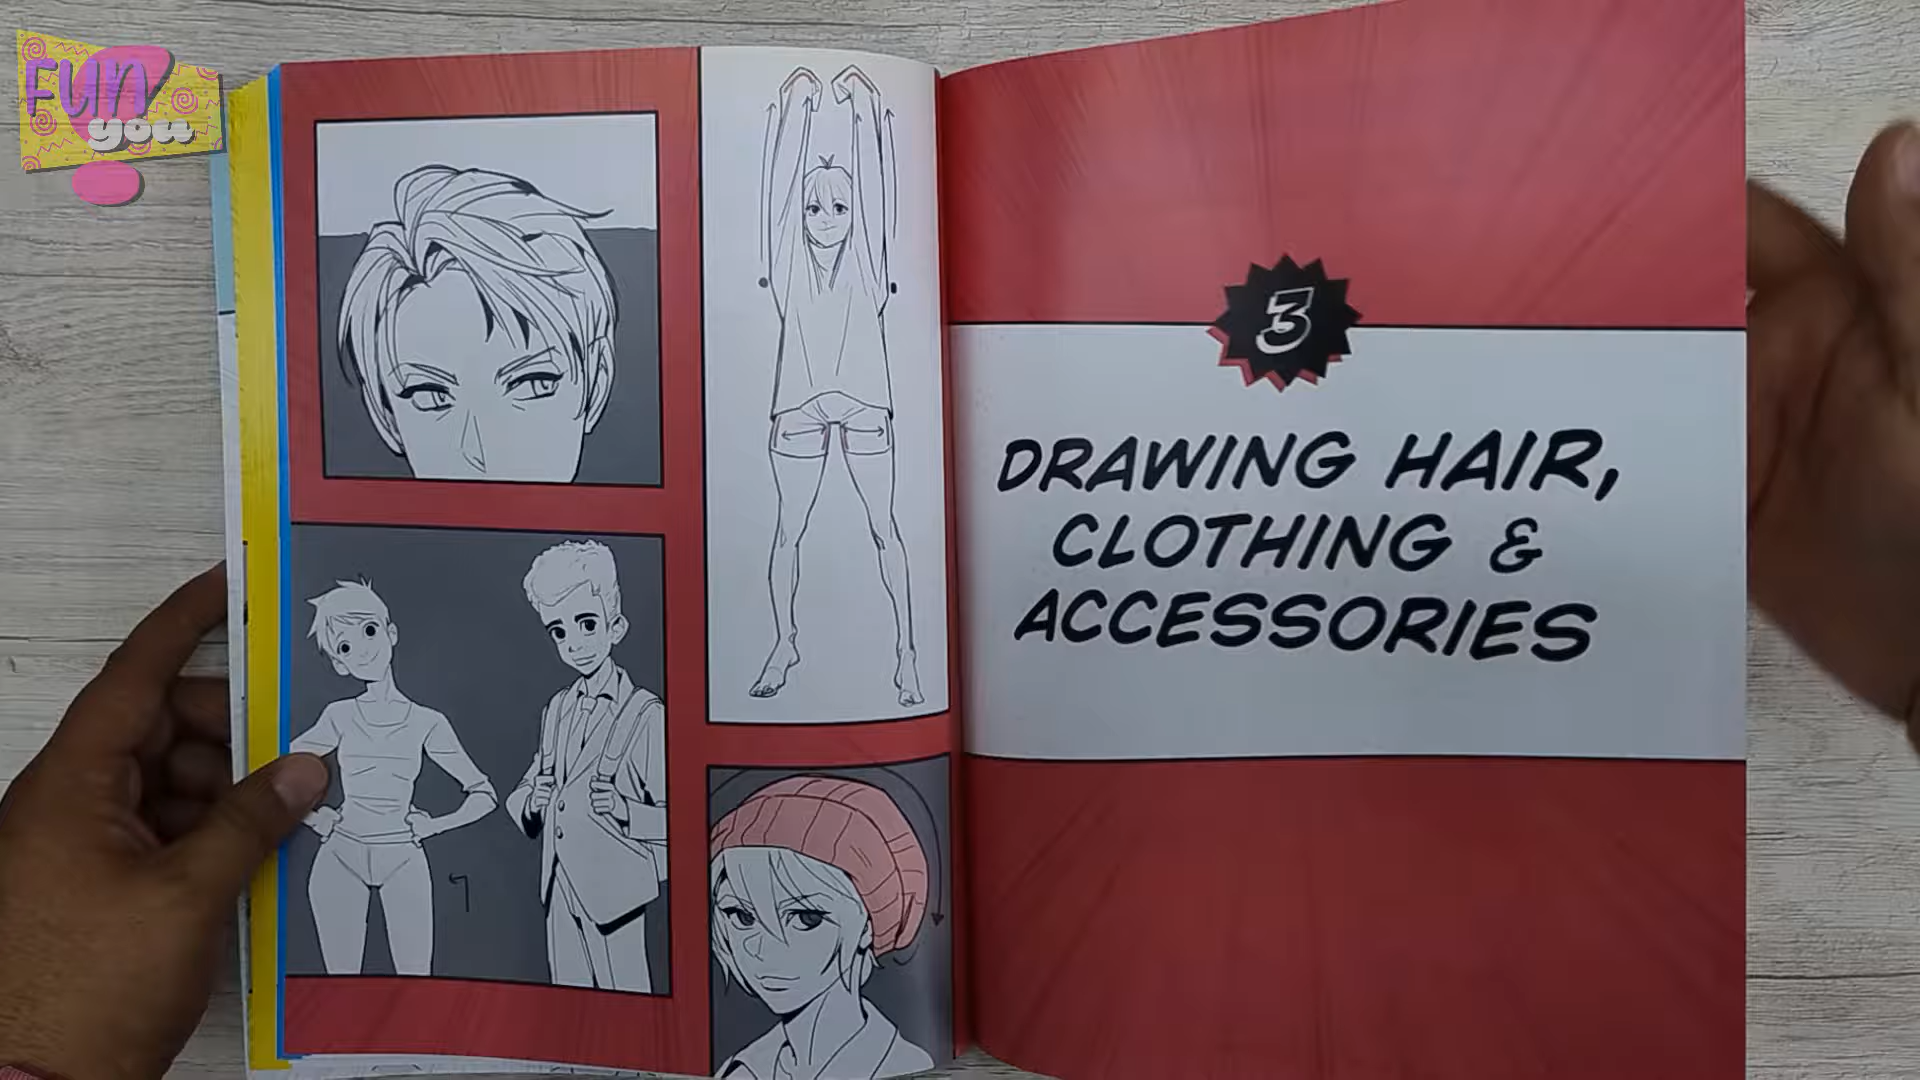 Fun
you
3
DRAWING HAIR,
CLOTHING &
ACCESSORIES